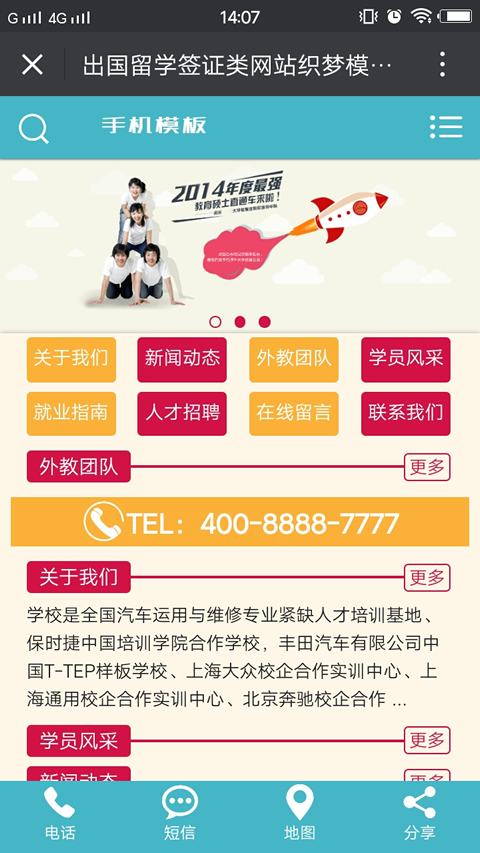 G 4G 14:07
出国留学签证类网站织梦模…
手机模板
2014年度最强
教育硕士直通车来啦！
关于我们 新闻动态 外教团队 学员风采
就业指南 人才招聘 在线留言 联系我们
外教团队 更多
TEL：400-8888-7777
关于我们 更多
学校是全国汽车运用与维修专业紧缺人才培训基地、
保时捷中国培训学院合作学校，丰田汽车有限公司中
国T-TEP样板学校、上海大众校企合作实训中心、上
海通用校企合作实训中心、北京奔驰校企合作 ...
学员风采 更多
新闻动态 更多
电话 短信 地图 分享